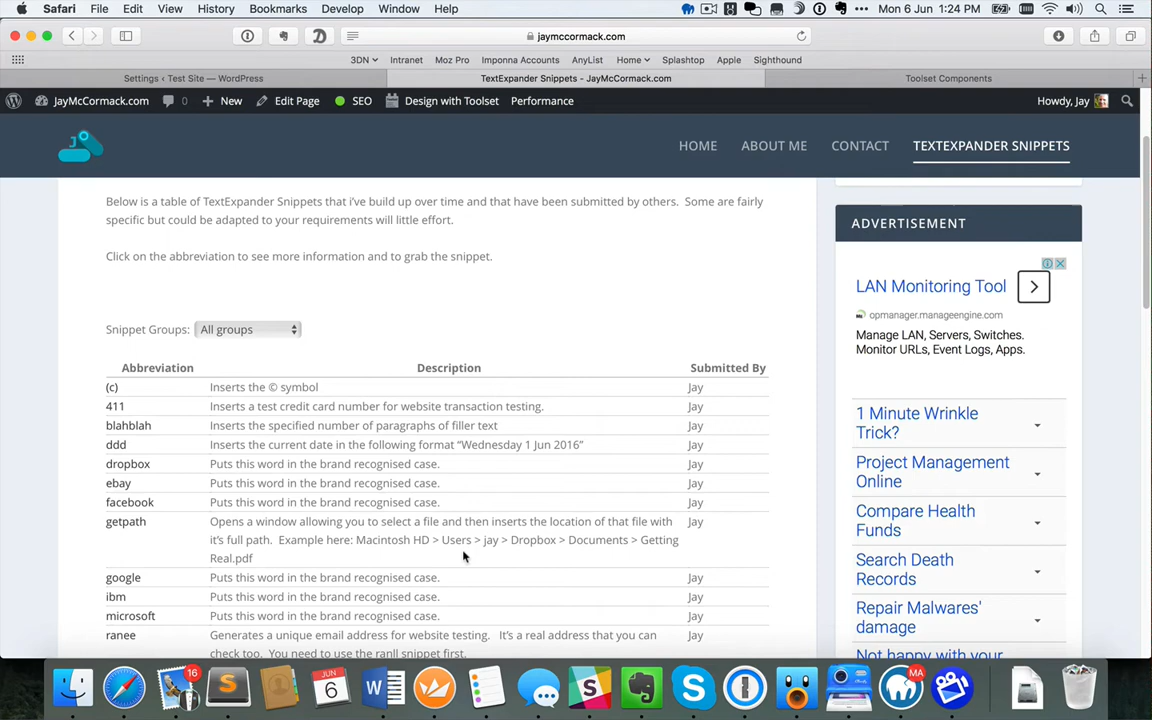 Safari File Edit View History Bookmarks Develop Window Help
Mon 6 Jun 1:24 PM
jaymccormack.com
3DN Intranet Moz Pro Imponna Accounts AnyList Home Splashtop Apple Sighthound
Settings ‹ Test Site — WordPress
TextExpander Snippets - JayMcCormack.com
Toolset Components
JayMcCormack.com 0 + New Edit Page SEO Design with Toolset Performance
Howdy, Jay
J
HOME ABOUT ME CONTACT TEXTEXPANDER SNIPPETS
Below is a table of TextExpander Snippets that i've build up over time and that have been submitted by others. Some are fairly
specific but could be adapted to your requirements will little effort.
Click on the abbreviation to see more information and to grab the snippet.
Snippet Groups: All groups
Abbreviation Description Submitted By
(c) Inserts the © symbol Jay
411 Inserts a test credit card number for website transaction testing. Jay
blahblah Inserts the specified number of paragraphs of filler text Jay
ddd Inserts the current date in the following format “Wednesday 1 Jun 2016” Jay
dropbox Puts this word in the brand recognised case. Jay
ebay Puts this word in the brand recognised case. Jay
facebook Puts this word in the brand recognised case. Jay
getpath Opens a window allowing you to select a file and then inserts the location of that file with Jay
it's full path. Example here: Macintosh HD > Users > jay > Dropbox > Documents > Getting
Real.pdf
google Puts this word in the brand recognised case. Jay
ibm Puts this word in the brand recognised case. Jay
microsoft Puts this word in the brand recognised case. Jay
ranee Generates a unique email address for website testing. It's a real address that you can Jay
check too. You need to use the ranll snippet first.
ADVERTISEMENT
LAN Monitoring Tool
opmanager.manageengine.com
Manage LAN, Servers, Switches.
Monitor URLs, Event Logs, Apps.
1 Minute Wrinkle
Trick?
Project Management
Online
Compare Health
Funds
Search Death
Records
Repair Malwares'
damage
Not happy with your
16
JUN
6
W
S
MA